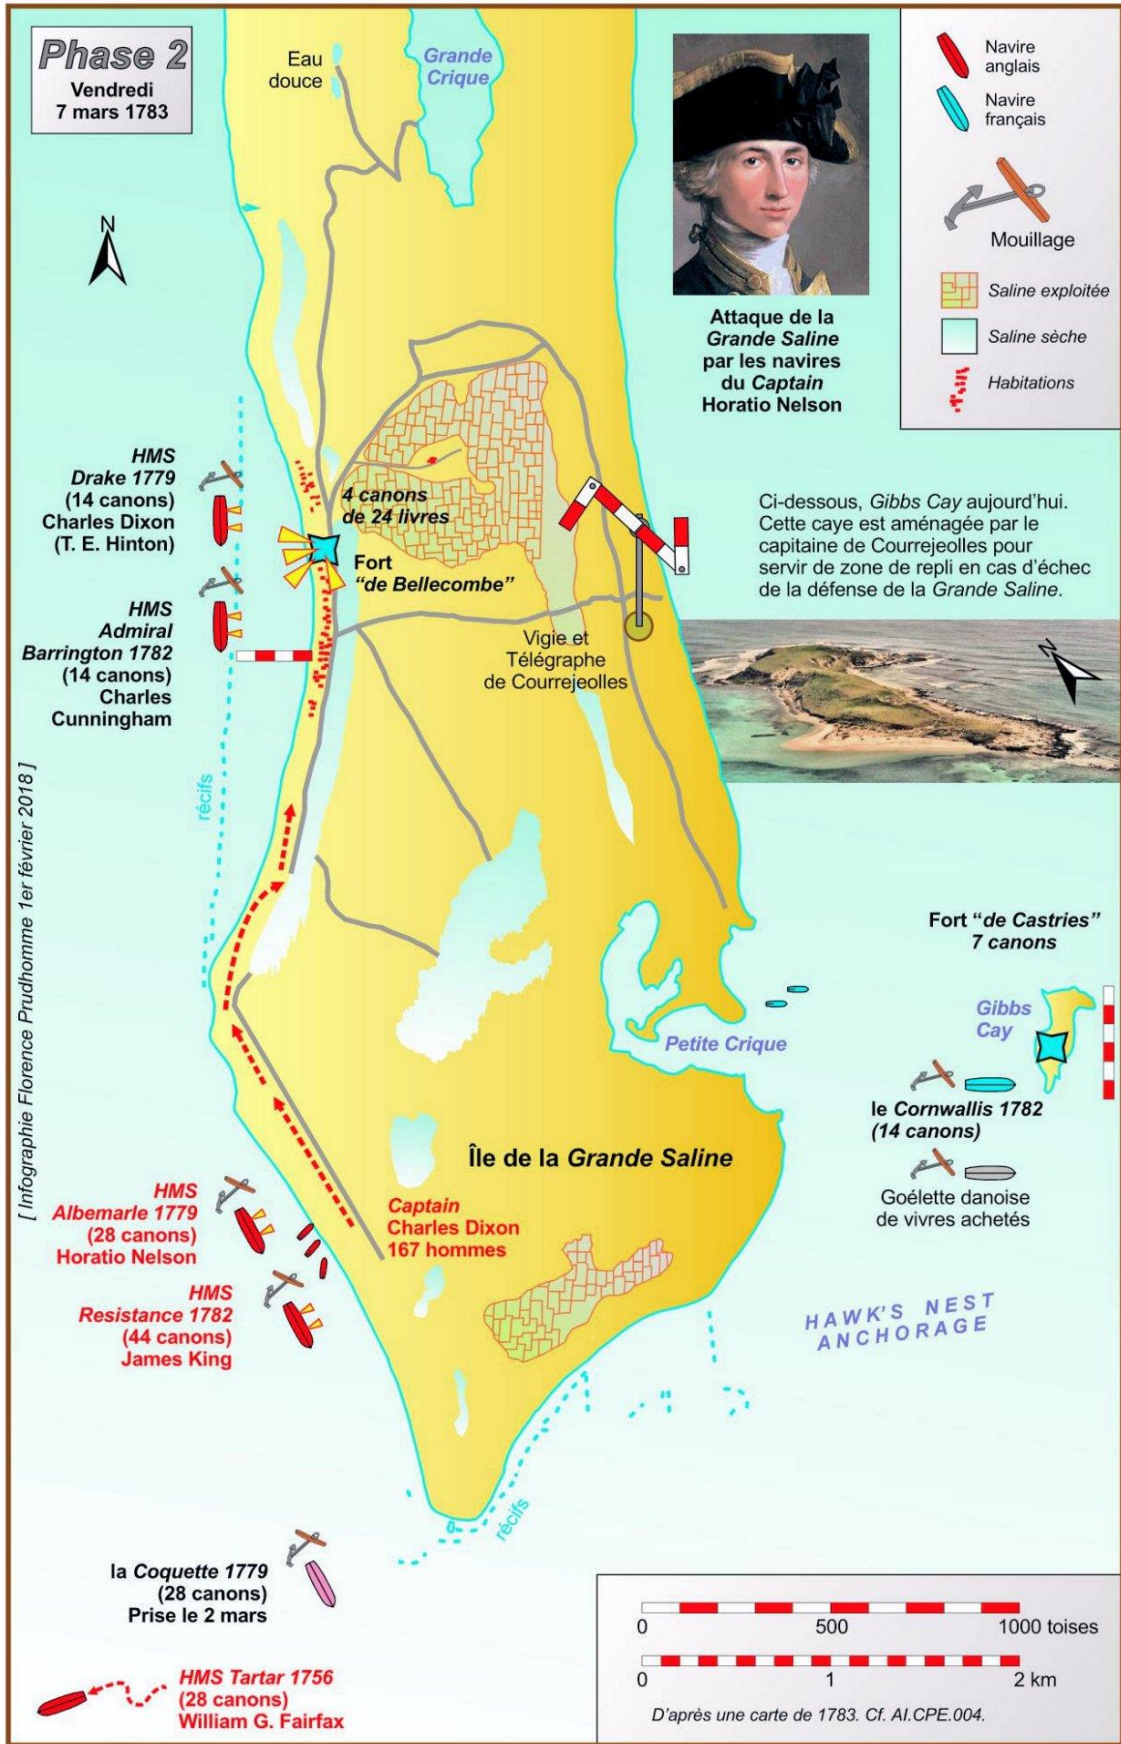 Phase 2
Vendredi
7 mars 1783
Eau
douce
Grande
Crique
Navire
anglais
Navire
français
Mouillage
Saline exploitée
Saline sèche
Habitations
N
Attaque de la
Grande Saline
par les navires
du Captain
Horatio Nelson
HMS
Drake 1779
(14 canons)
Charles Dixon
(T. E. Hinton)
4 canons
de 24 livres
Fort
“de Bellecombe”
Ci-dessous, Gibbs Cay aujourd’hui.
Cette caye est aménagée par le
capitaine de Courrejeolles pour
servir de zone de repli en cas d’échec
de la défense de la Grande Saline.
HMS
Admiral
Barrington 1782
(14 canons)
Charles
Cunningham
Vigie et
Télégraphe
de Courrejeolles
N
récifs
[ Infographie Florence Prudhomme 1er février 2018 ]
Fort “de Castries”
7 canons
Gibbs
Cay
Petite Crique
le Cornwallis 1782
(14 canons)
Île de la Grande Saline
Goélette danoise
de vivres achetés
HMS
Albemarle 1779
(28 canons)
Horatio Nelson
Captain
Charles Dixon
167 hommes
HMS
Resistance 1782
(44 canons)
James King
HAWK’S NEST
ANCHORAGE
récifs
la Coquette 1779
(28 canons)
Prise le 2 mars
HMS Tartar 1756
(28 canons)
William G. Fairfax
0 500 1000 toises
0 1 2 km
D’après une carte de 1783. Cf. AI.CPE.004.